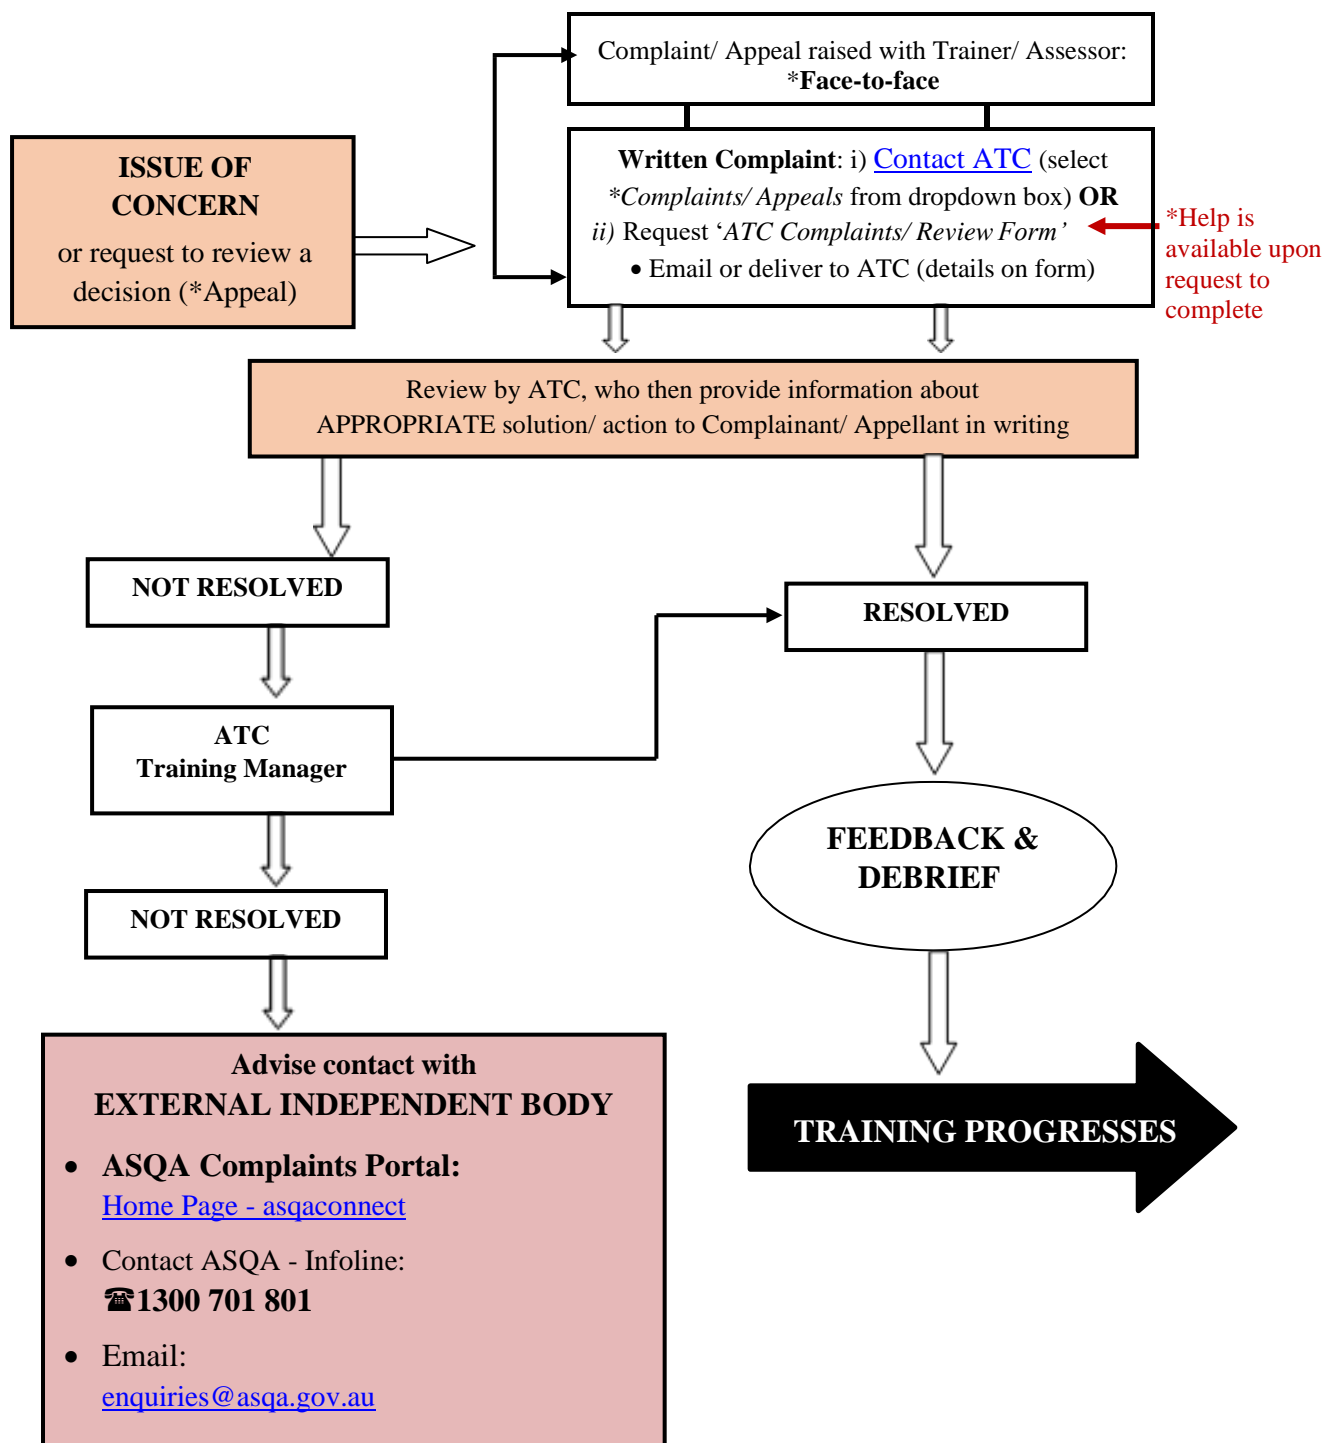 Complaint/ Appeal raised with Trainer/ Assessor:
*Face-to-face
ISSUE OF
CONCERN
or request to review a
decision (*Appeal)
Written Complaint: i) Contact ATC (select
*Complaints/ Appeals from dropdown box) OR
ii) Request ‘ATC Complaints/ Review Form’
• Email or deliver to ATC (details on form)
*Help is
available upon
request to
complete
Review by ATC, who then provide information about
APPROPRIATE solution/ action to Complainant/ Appellant in writing
NOT RESOLVED
RESOLVED
ATC
Training Manager
FEEDBACK &
DEBRIEF
NOT RESOLVED
Advise contact with
EXTERNAL INDEPENDENT BODY
• ASQA Complaints Portal:
Home Page - asqaconnect
• Contact ASQA - Infoline:
☎1300 701 801
• Email:
enquiries@asqa.gov.au
TRAINING PROGRESSES